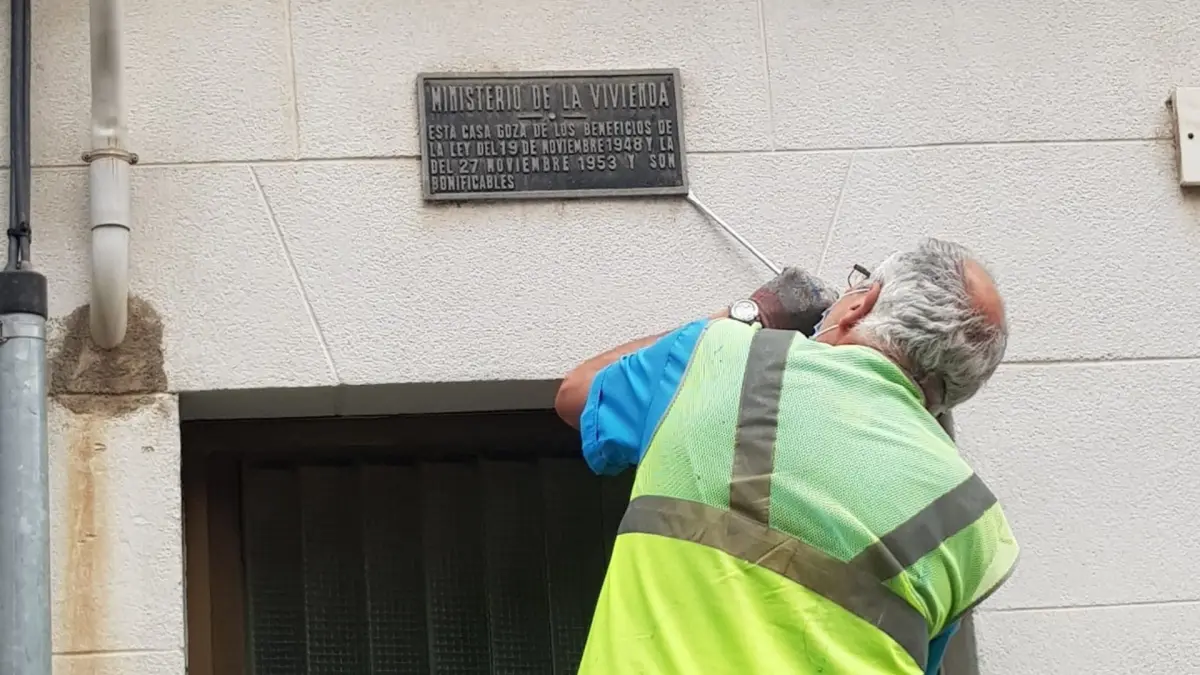 MINISTERIO DE LA VIVIENDA
ESTA CASA GOZA DE LOS BENEFICIOS DE
LA LEY DEL 19 DE NOVIEMBRE 1948 Y LA
DEL 27 NOVIEMBRE 1953 Y SON
BONIFICABLES